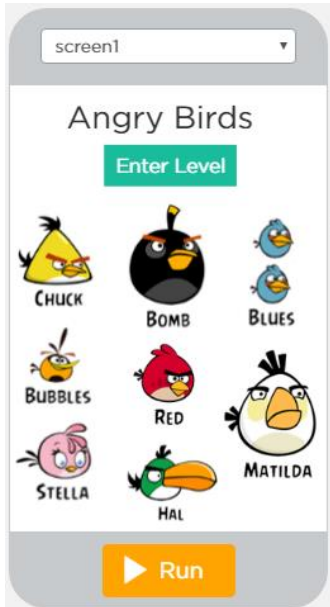 screen1
Angry Birds
Enter Level
CHUCK
BOMB
BLUES
BUBBLES
RED
MATILDA
STELLA
HAL
Run